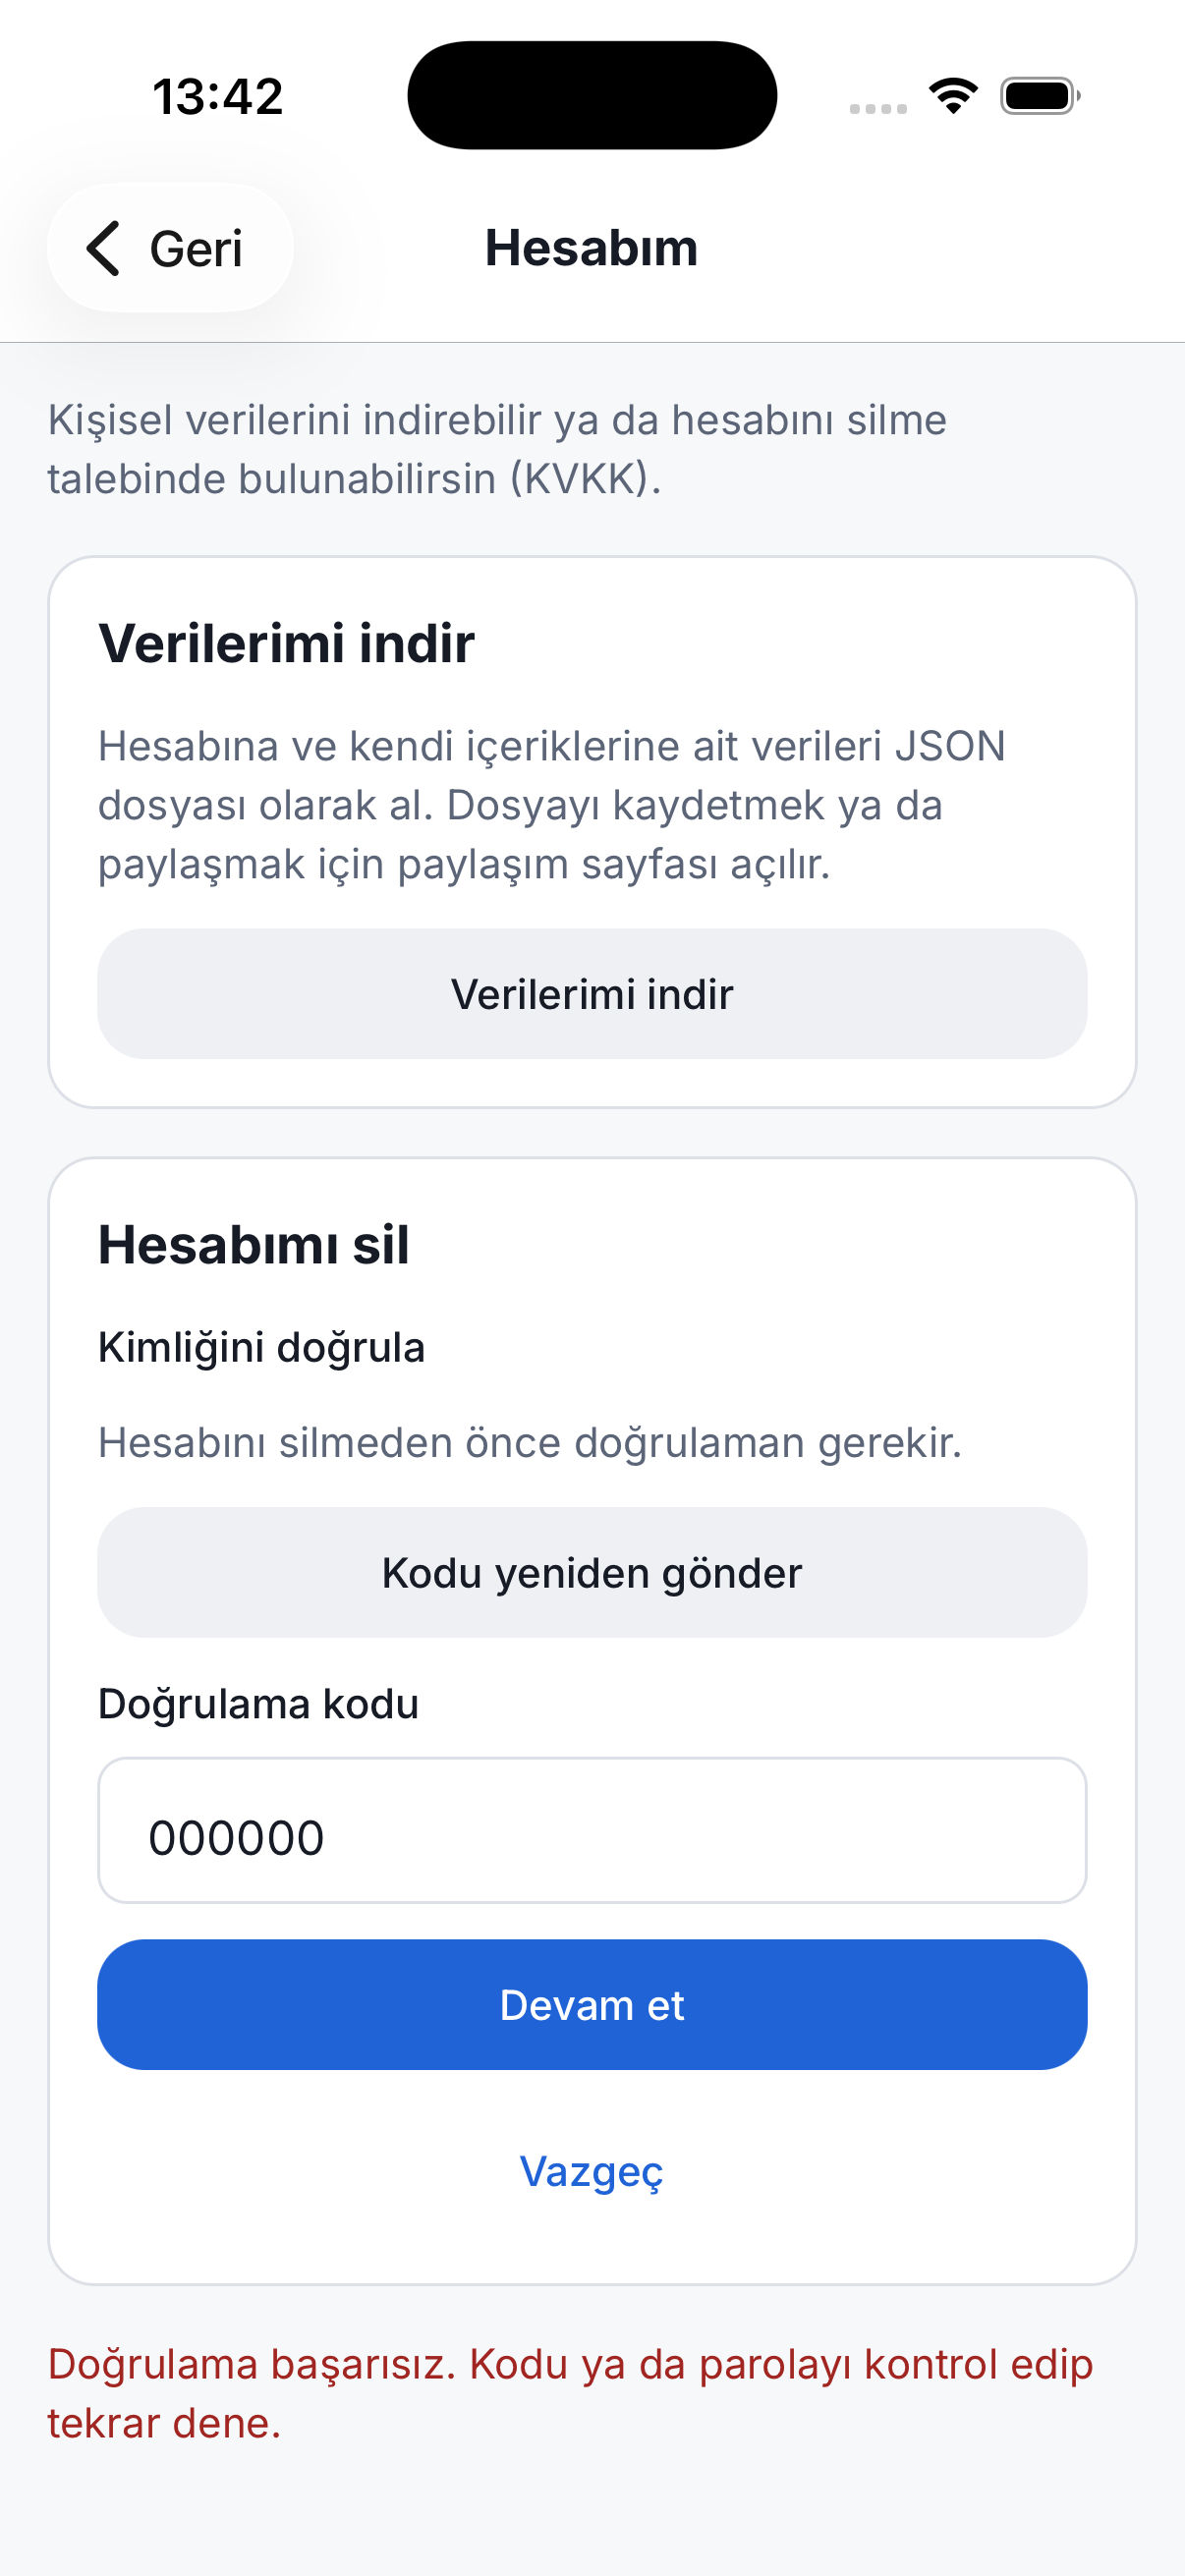 13:42
Geri
Hesabım
Kişisel verilerini indirebilir ya da hesabını silme
talebinde bulunabilirsin (KVKK).
Verilerimi indir
Hesabına ve kendi içeriklerine ait verileri JSON
dosyası olarak al. Dosyayı kaydetmek ya da
paylaşmak için paylaşım sayfası açılır.
Verilerimi indir
Hesabımı sil
Kimliğini doğrula
Hesabını silmeden önce doğrulaman gerekir.
Kodu yeniden gönder
Doğrulama kodu
000000
Devam et
Vazgeç
Doğrulama başarısız. Kodu ya da parolayı kontrol edip
tekrar dene.